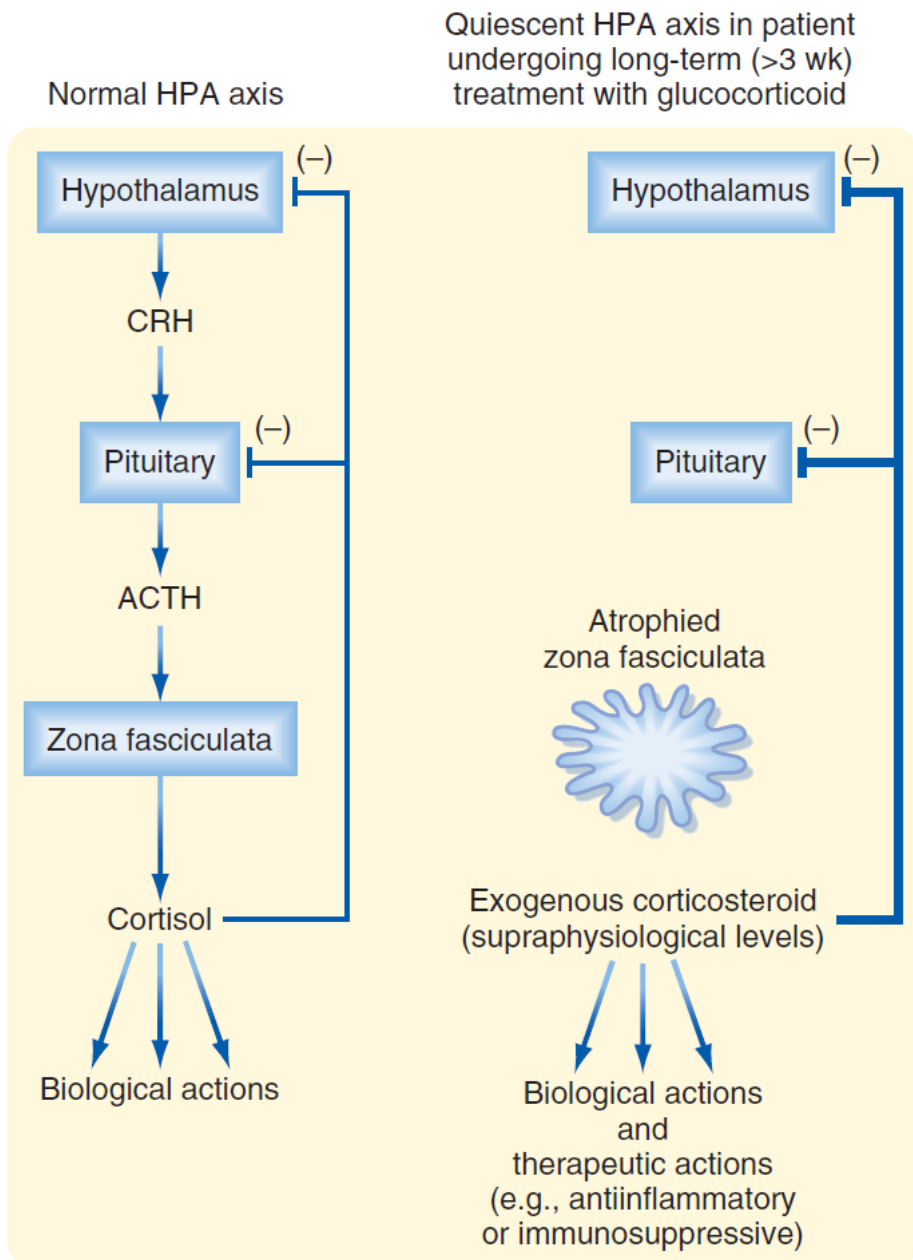 Normal HPA axis
Hypothalamus
(–)
CRH
Pituitary
(–)
ACTH
Zona fasciculata
Cortisol
Biological actions
Quiescent HPA axis in patient
undergoing long-term (>3 wk)
treatment with glucocorticoid
Hypothalamus
(–)
Pituitary
(–)
Atrophied
zona fasciculata
Exogenous corticosteroid
(supraphysiological levels)
Biological actions
and
therapeutic actions
(e.g., antiinflammatory
or immunosuppressive)